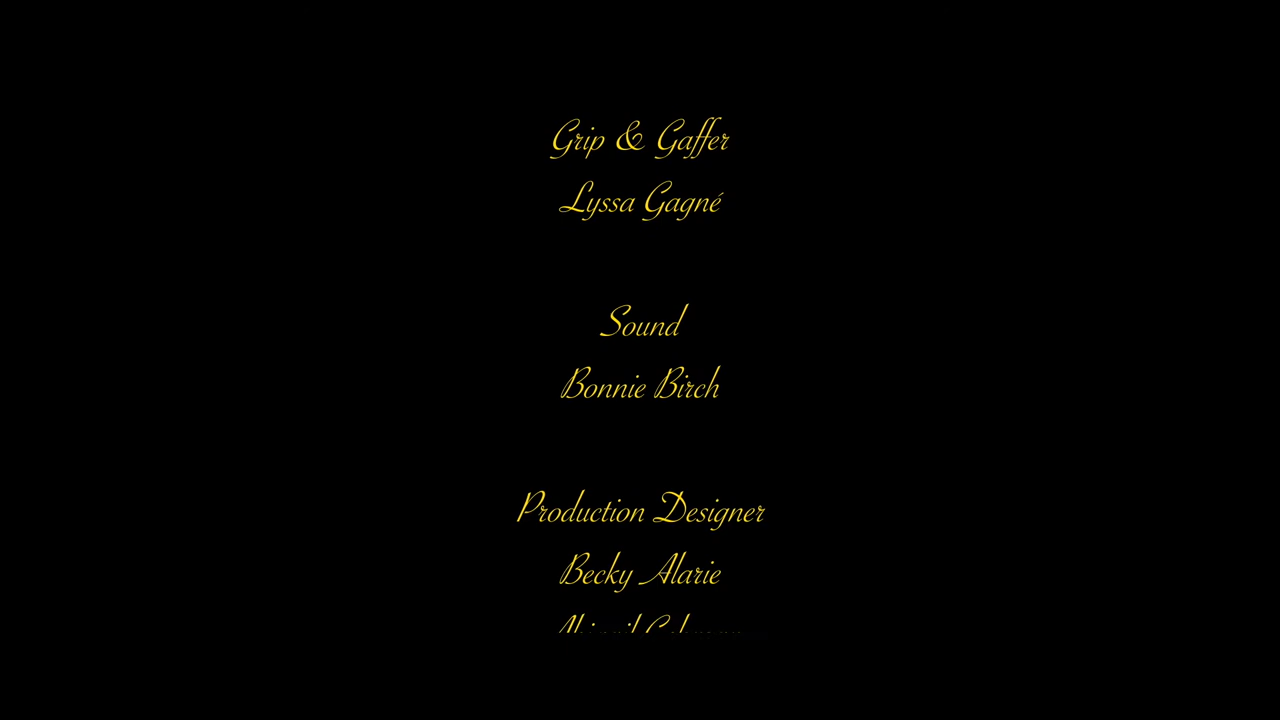 Grip & Gaffer
Lyssa Gagné
Sound
Bonnie Birch
Production Designer
Becky Alarie